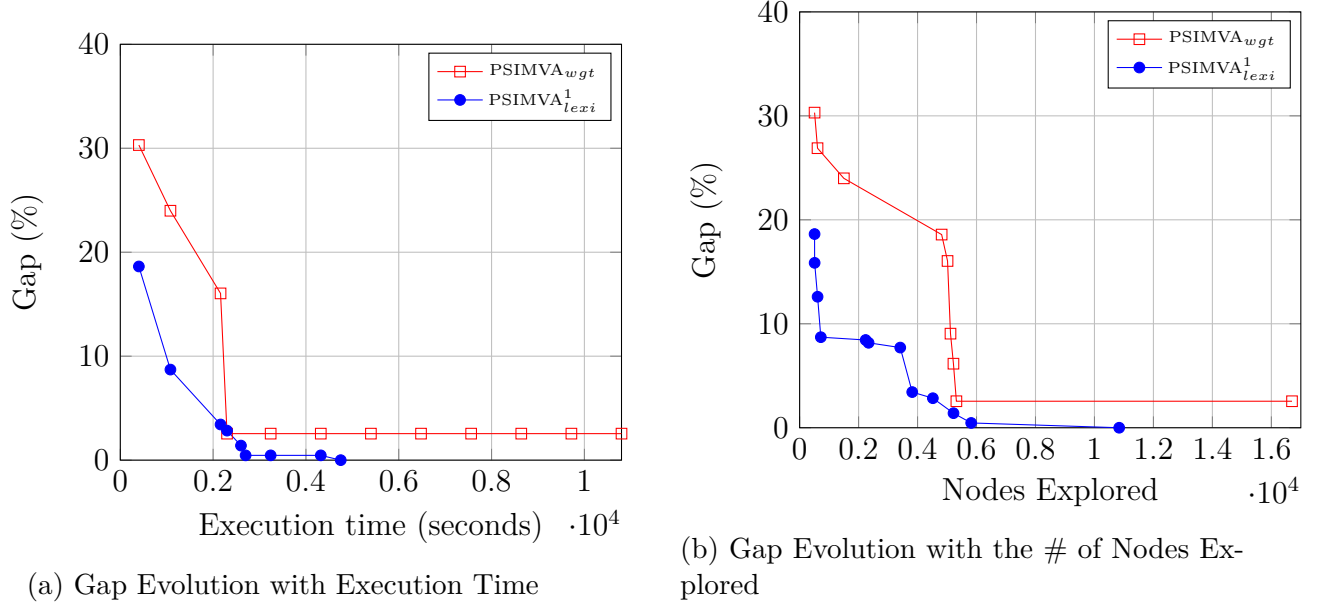 40
30
20
10
0
Gap (%)
PSIMVA_wgt
PSIMVA^1_lexi
0 0.2 0.4 0.6 0.8 1
Execution time (seconds) ·10^4
(a) Gap Evolution with Execution Time
40
30
20
10
0
Gap (%)
PSIMVA_wgt
PSIMVA^1_lexi
0 0.2 0.4 0.6 0.8 1 1.2 1.4 1.6
Nodes Explored ·10^4
(b) Gap Evolution with the # of Nodes Ex-
plored